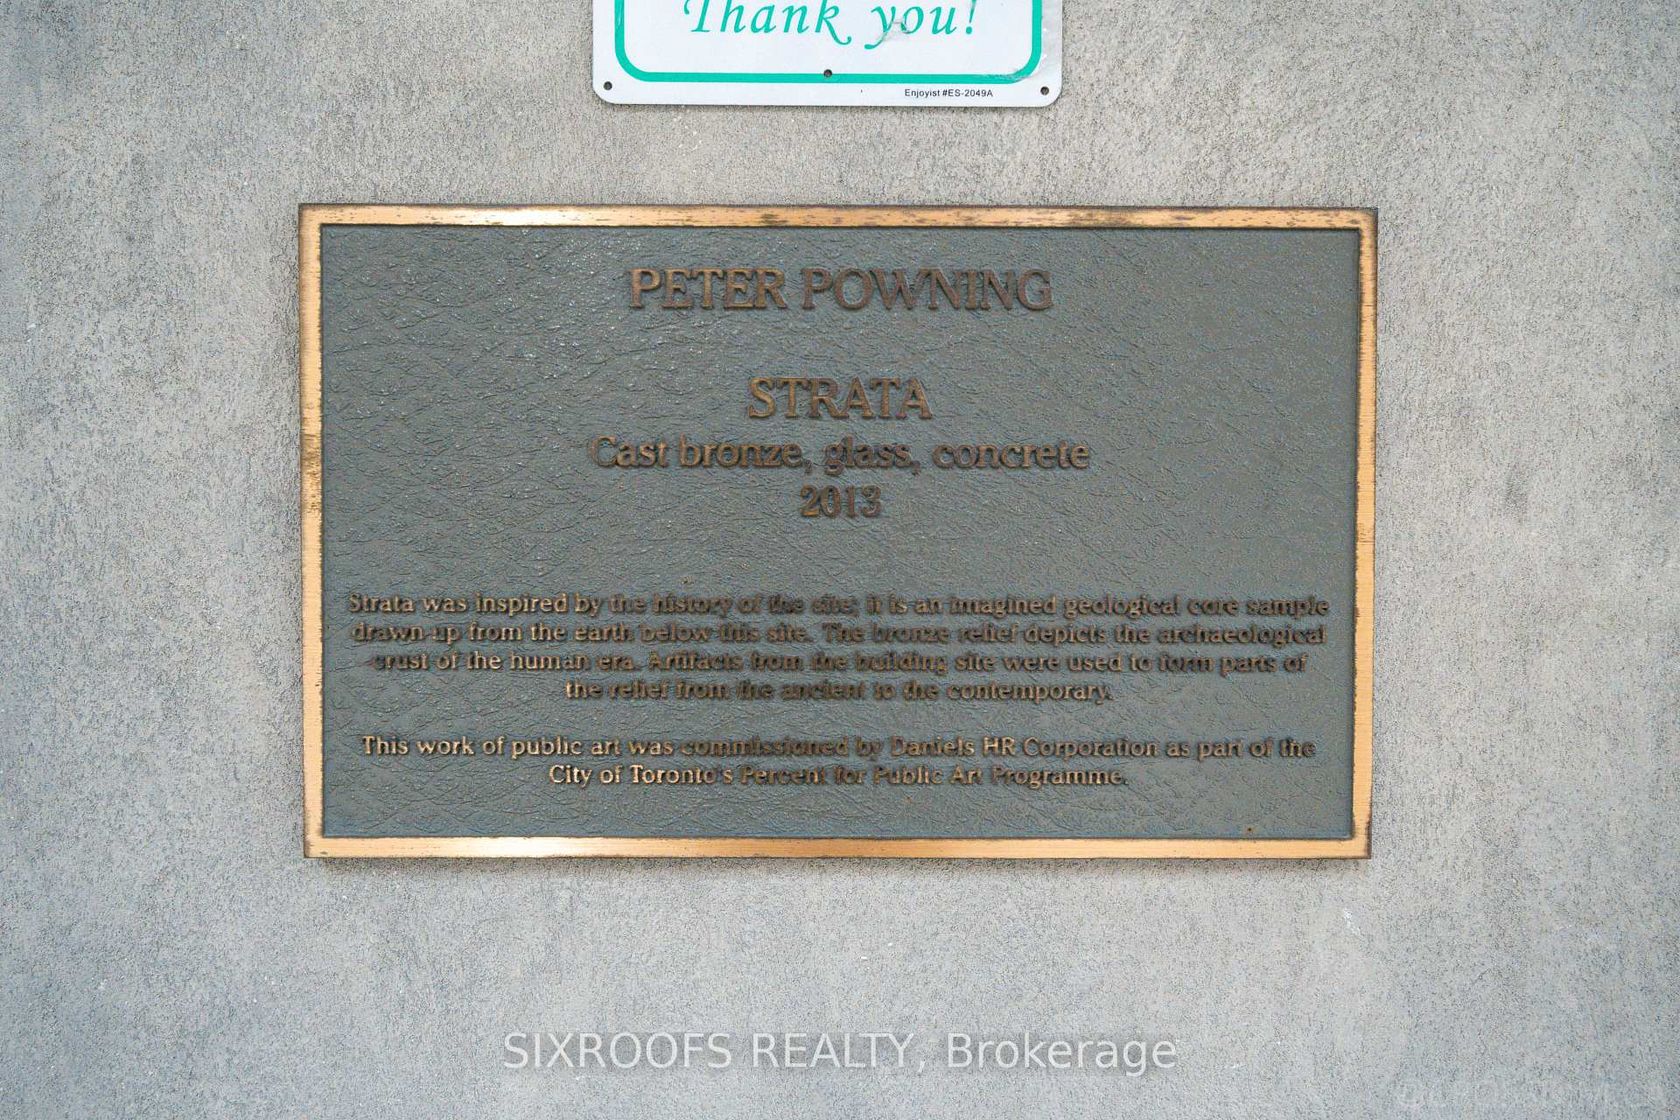 Thank you!
Enjoyist #ES-2049A
PETER POWNING
STRATA
Cast bronze, glass, concrete
2013
Strata was inspired by the history of the site; it is an imagined geological core sample
drawn-up from the earth below this site. The bronze relief depicts the archaeological
crust of the human era. Artifacts from the building site were used to form parts of
the relief from the ancient to the contemporary.
This work of public art was commissioned by Daniels HR Corporation as part of the
City of Toronto's Percent for Public Art Programme.
SIXROOFS REALTY, Brokerage